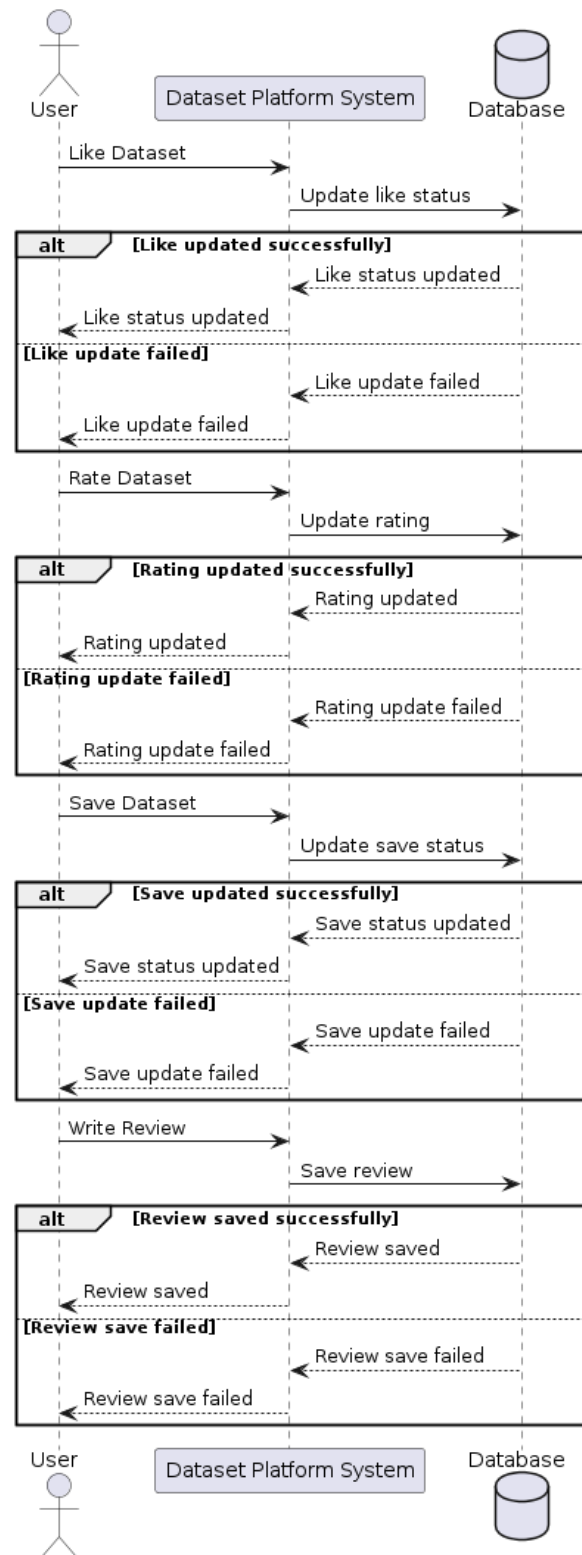 User
Dataset Platform System
Database
Like Dataset
Update like status
alt [Like updated successfully]
Like status updated
Like status updated
[Like update failed]
Like update failed
Like update failed
Rate Dataset
Update rating
alt [Rating updated successfully]
Rating updated
Rating updated
[Rating update failed]
Rating update failed
Rating update failed
Save Dataset
Update save status
alt [Save updated successfully]
Save status updated
Save status updated
[Save update failed]
Save update failed
Save update failed
Write Review
Save review
alt [Review saved successfully]
Review saved
Review saved
[Review save failed]
Review save failed
Review save failed
User
Dataset Platform System
Database